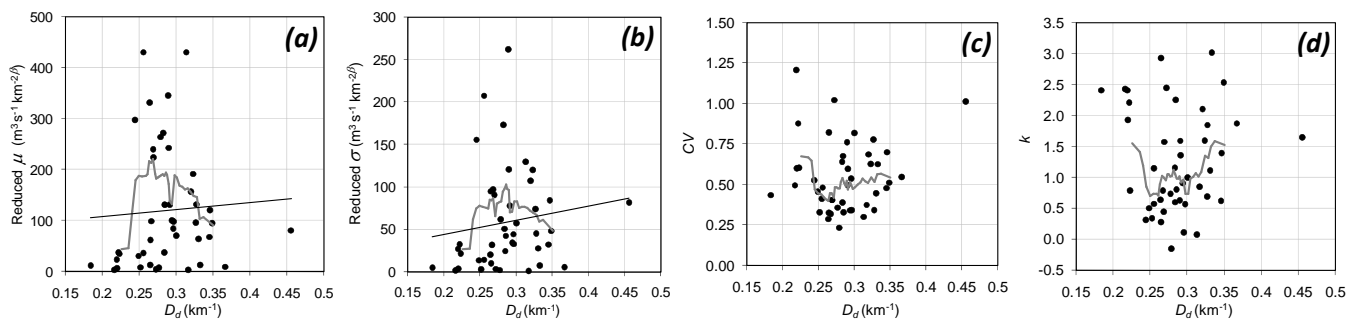 (a)
Reduced μ (m³ s⁻¹ km⁻²ᵝ)
500
400
300
200
100
0
0.15 0.2 0.25 0.3 0.35 0.4 0.45 0.5
D_d (km⁻¹)
(b)
Reduced σ (m³ s⁻¹ km⁻²ᵝ)
300
250
200
150
100
50
0
0.15 0.2 0.25 0.3 0.35 0.4 0.45 0.5
D_d (km⁻¹)
(c)
CV
1.50
1.25
1.00
0.75
0.50
0.25
0.00
0.15 0.2 0.25 0.3 0.35 0.4 0.45 0.5
D_d (km⁻¹)
(d)
k
3.5
3.0
2.5
2.0
1.5
1.0
0.5
0.0
-0.5
0.15 0.2 0.25 0.3 0.35 0.4 0.45 0.5
D_d (km⁻¹)